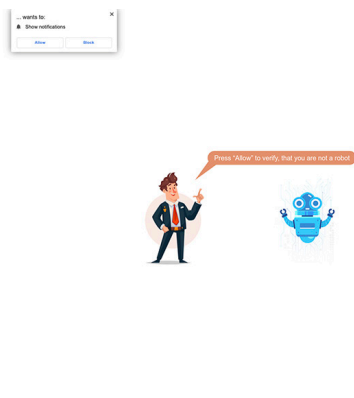 ... wants to:
Show notifications
Allow Block
Press "Allow" to verify, that you are not a robot